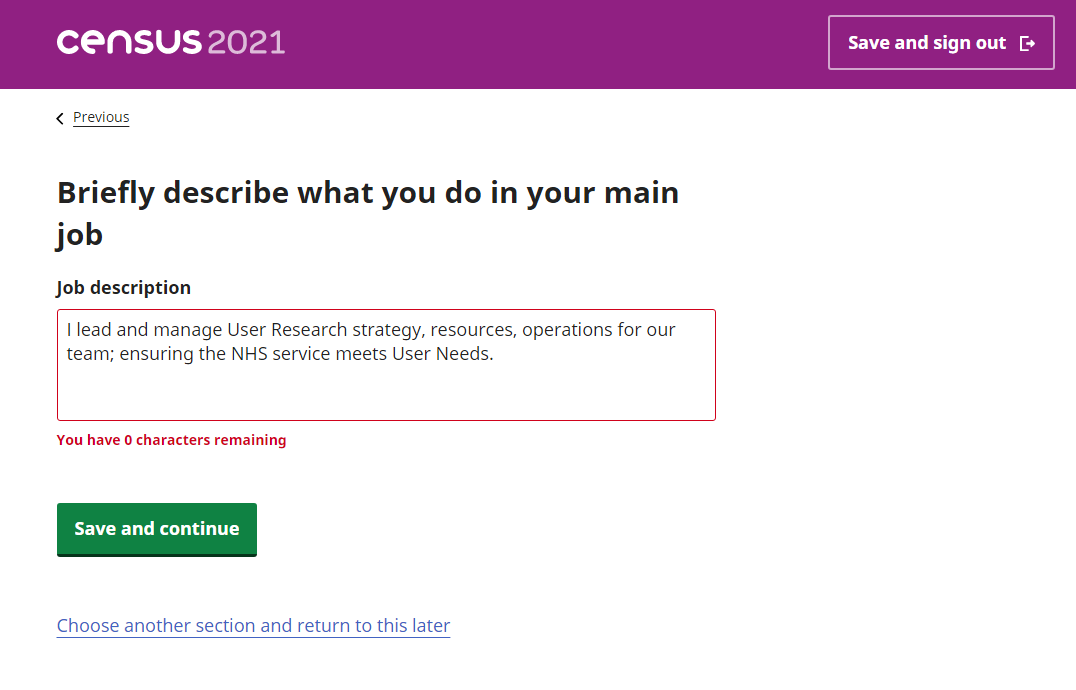 census 2021
Save and sign out
Previous
Briefly describe what you do in your main
job
Job description
I lead and manage User Research strategy, resources, operations for our
team; ensuring the NHS service meets User Needs.
You have 0 characters remaining
Save and continue
Choose another section and return to this later